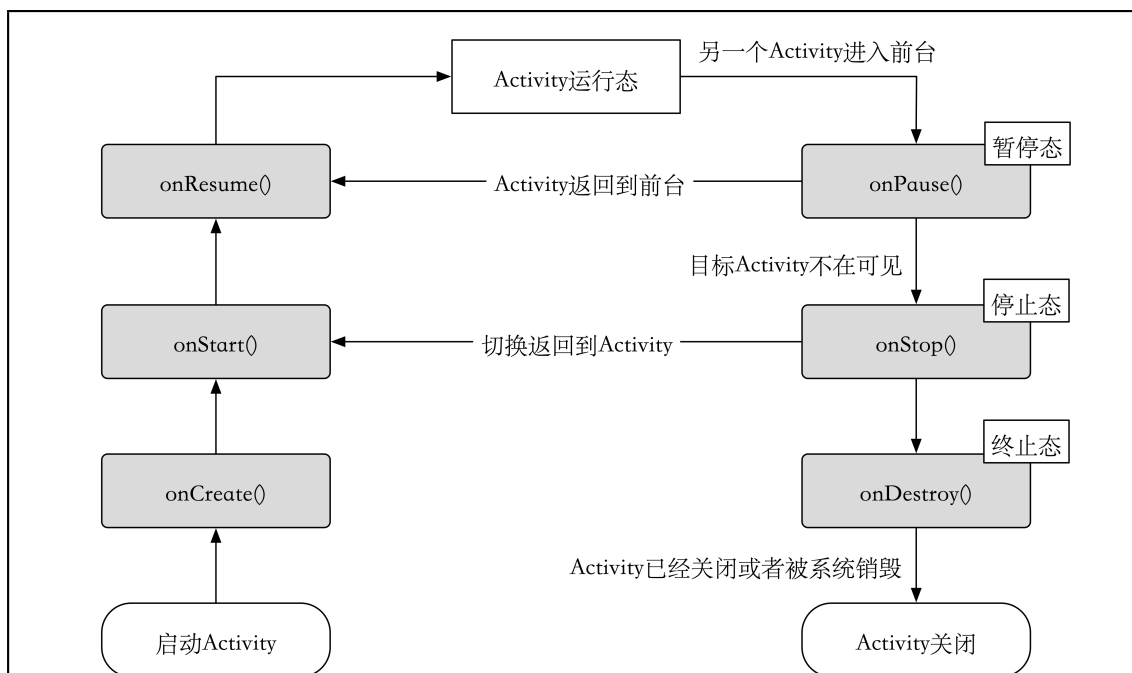 另一个Activity进入前台
Activity运行态
暂停态
onResume()
Activity返回到前台
onPause()
目标Activity不在可见
停止态
onStart()
切换返回到Activity
onStop()
终止态
onCreate()
onDestroy()
Activity已经关闭或者被系统销毁
启动Activity
Activity关闭